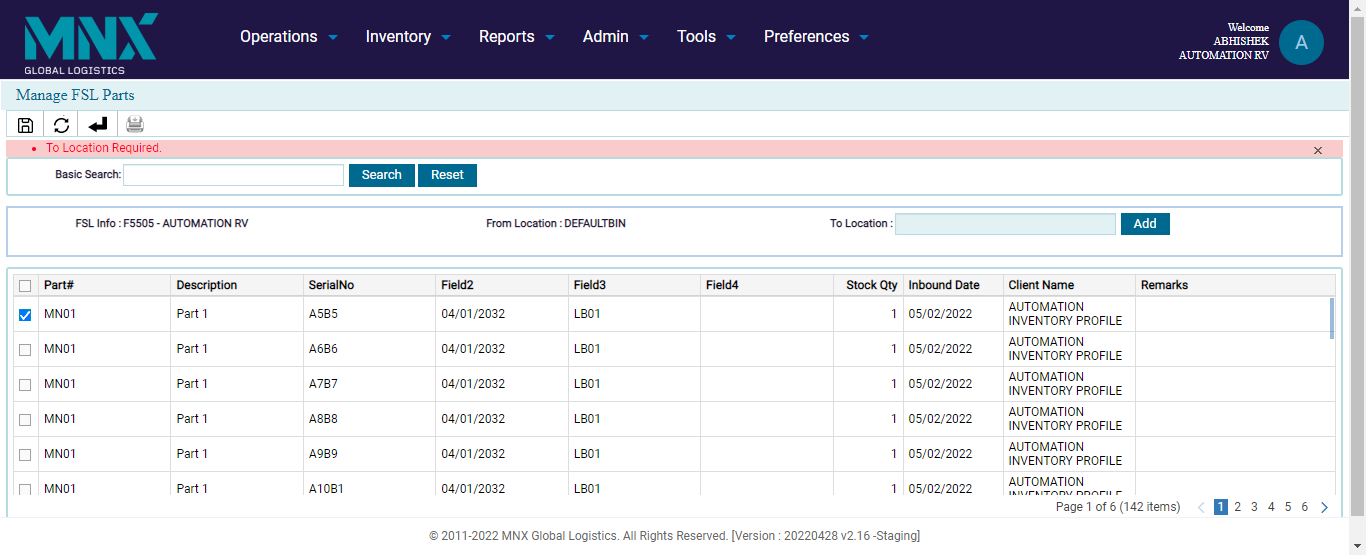 MNX
GLOBAL LOGISTICS
Operations Inventory Reports Admin Tools Preferences
Welcome
ABHISHEK
AUTOMATION RV
A
Manage FSL Parts
To Location Required.
Basic Search: Search Reset
FSL Info : F5505 - AUTOMATION RV From Location : DEFAULTBIN To Location : Add
Part# Description SerialNo Field2 Field3 Field4 Stock Qty Inbound Date Client Name Remarks
MN01 Part 1 A5B5 04/01/2032 LB01 1 05/02/2022 AUTOMATION
INVENTORY PROFILE
MN01 Part 1 A6B6 04/01/2032 LB01 1 05/02/2022 AUTOMATION
INVENTORY PROFILE
MN01 Part 1 A7B7 04/01/2032 LB01 1 05/02/2022 AUTOMATION
INVENTORY PROFILE
MN01 Part 1 A8B8 04/01/2032 LB01 1 05/02/2022 AUTOMATION
INVENTORY PROFILE
MN01 Part 1 A9B9 04/01/2032 LB01 1 05/02/2022 AUTOMATION
INVENTORY PROFILE
MN01 Part 1 A10B1 04/01/2032 LB01 1 05/02/2022 AUTOMATION
INVENTORY PROFILE
Page 1 of 6 (142 items) 1 2 3 4 5 6
© 2011-2022 MNX Global Logistics. All Rights Reserved. [Version : 20220428 v2.16 -Staging]